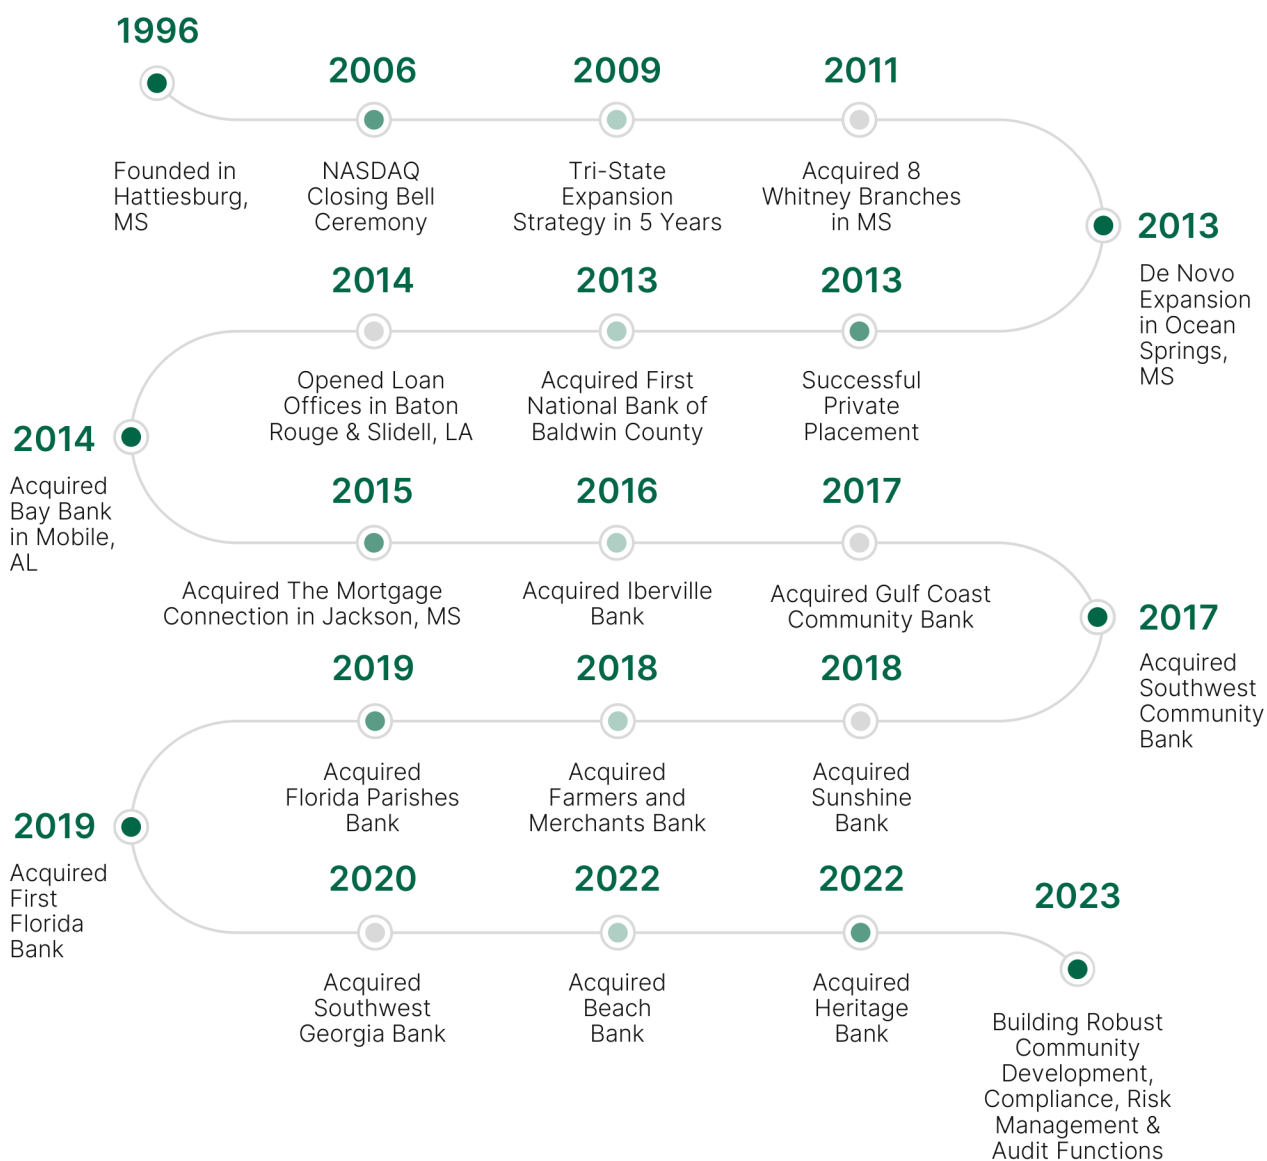 1996
Founded in
Hattiesburg,
MS
2006
NASDAQ
Closing Bell
Ceremony
2009
Tri-State
Expansion
Strategy in 5 Years
2011
Acquired 8
Whitney Branches
in MS
2013
De Novo
Expansion
in Ocean
Springs,
MS
2013
Successful
Private
Placement
2013
Acquired First
National Bank of
Baldwin County
2014
Opened Loan
Offices in Baton
Rouge & Slidell, LA
2014
Acquired
Bay Bank
in Mobile,
AL
2015
Acquired The Mortgage
Connection in Jackson, MS
2016
Acquired Iberville
Bank
2017
Acquired Gulf Coast
Community Bank
2017
Acquired
Southwest
Community
Bank
2018
Acquired
Sunshine
Bank
2018
Acquired
Farmers and
Merchants Bank
2019
Acquired
Florida Parishes
Bank
2019
Acquired
First
Florida
Bank
2020
Acquired
Southwest
Georgia Bank
2022
Acquired
Beach
Bank
2022
Acquired
Heritage
Bank
2023
Building Robust
Community
Development,
Compliance, Risk
Management &
Audit Functions